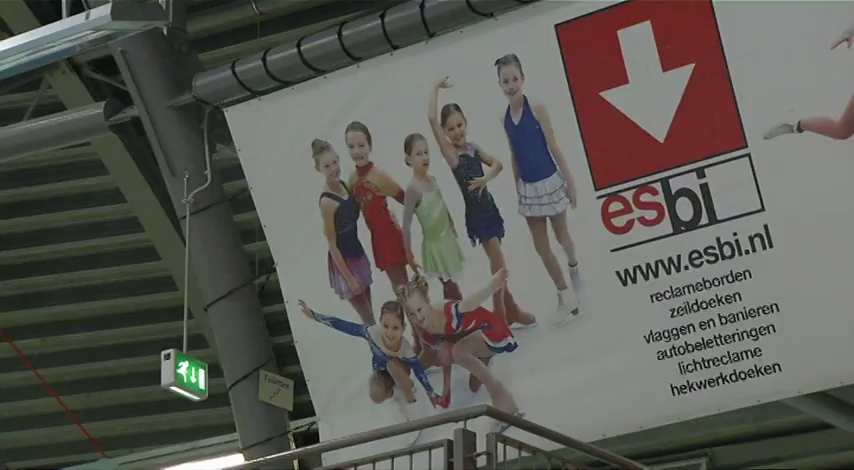 esbi
www.esbi.nl
reclameborden
zeildoeken
vlaggen en banieren
autobeletteringen
lichtreclame
hekwerkdoeken